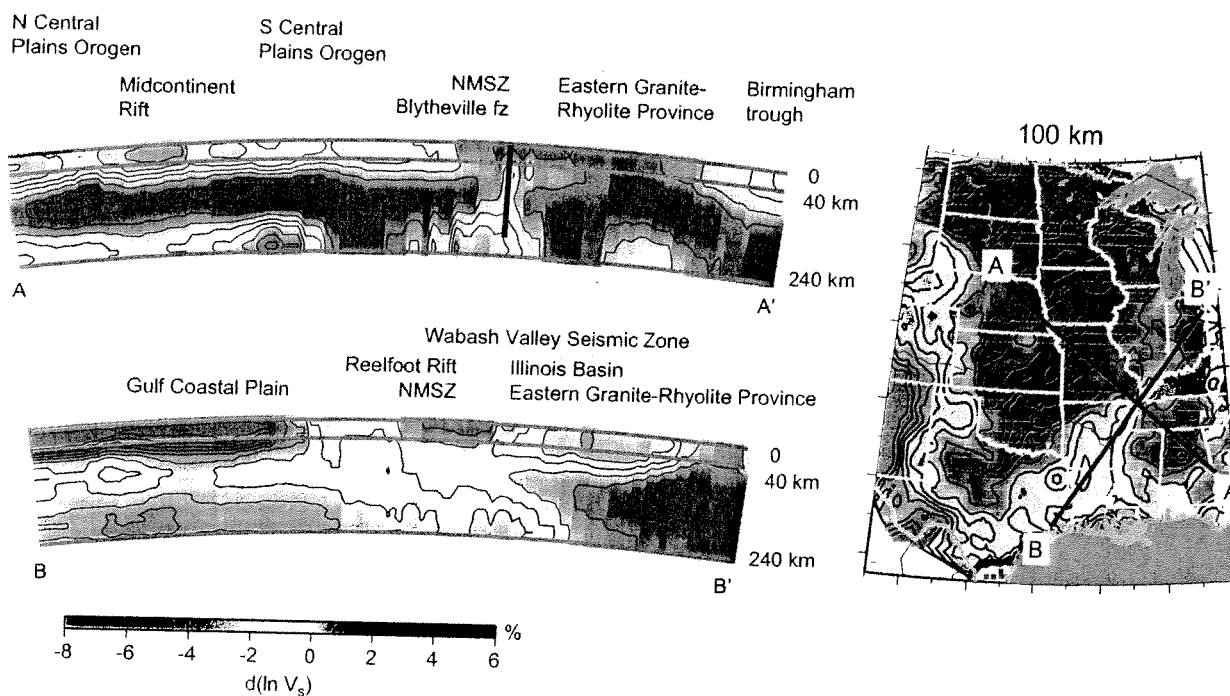 N Central
Plains Orogen
S Central
Plains Orogen
Midcontinent
Rift
NMSZ
Blytheville fz
Eastern Granite-
Rhyolite Province
Birmingham
trough
0
40 km
240 km
A
A'
100 km
A
B'
B
Wabash Valley Seismic Zone
Gulf Coastal Plain
Reelfoot Rift
NMSZ
Illinois Basin
Eastern Granite-Rhyolite Province
0
40 km
240 km
B
B'
%
-8 -6 -4 -2 0 2 4 6
d(ln Vs)